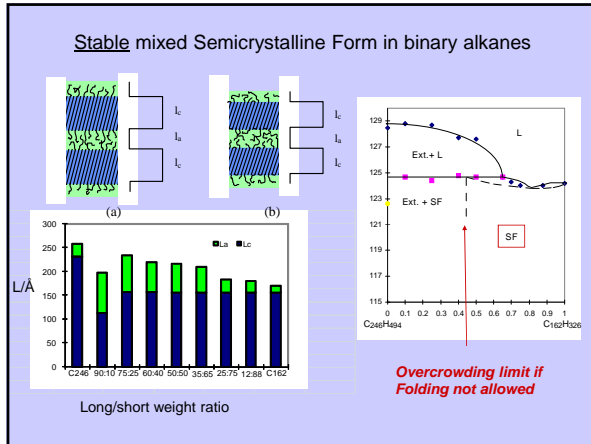 Stable mixed Semicrystalline Form in binary alkanes
lc
la
lc
(a)
lc
la
lc
(b)
300
250
200
150
100
50
0
L/Å
La Lc
C246 90:10 75:25 60:40 50:50 35:65 25:75 12:88 C162
Long/short weight ratio
129
127
125
123
121
119
117
115
L
Ext.+ L
Ext. + SF
SF
0 0.1 0.2 0.3 0.4 0.5 0.6 0.7 0.8 0.9 1
C246H494
C162H326
Overcrowding limit if
Folding not allowed